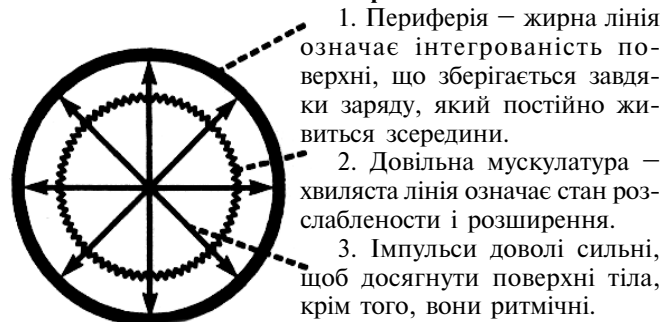 1. Периферія – жирна лінія
означає інтегрованість по-
верхні, що зберігається завдя-
ки заряду, який постійно жи-
виться зсередини.
2. Довільна мускулатура –
хвиляста лінія означає стан роз-
слаблености і розширення.
3. Імпульси доволі сильні,
щоб досягнути поверхні тіла,
крім того, вони ритмічні.